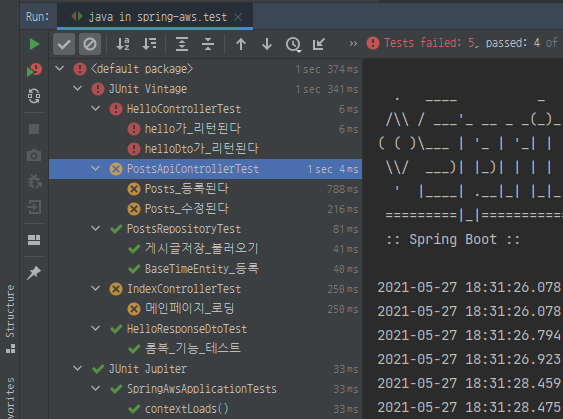 Run: java in spring-aws.test ×
» Tests failed: 5, passed: 4 of
<default package> 1 sec 374 ms
JUnit Vintage 1 sec 341 ms
HelloControllerTest 6 ms
hello가_리턴된다 6 ms
helloDto가_리턴된다
PostsApiControllerTest 1 sec 4 ms
Posts_등록된다 788 ms
Posts_수정된다 216 ms
PostsRepositoryTest 81 ms
게시글저장_불러오기 41 ms
BaseTimeEntity_등록 40 ms
IndexControllerTest 250 ms
메인페이지_로딩 250 ms
HelloResponseDtoTest
롬복_기능_테스트
JUnit Jupiter 33 ms
SpringAwsApplicationTests 33 ms
contextLoads() 33 ms
:: Spring Boot ::
2021-05-27 18:31:26.078
2021-05-27 18:31:26.078
2021-05-27 18:31:26.794
2021-05-27 18:31:26.923
2021-05-27 18:31:28.459
2021-05-27 18:31:28.475
Structure